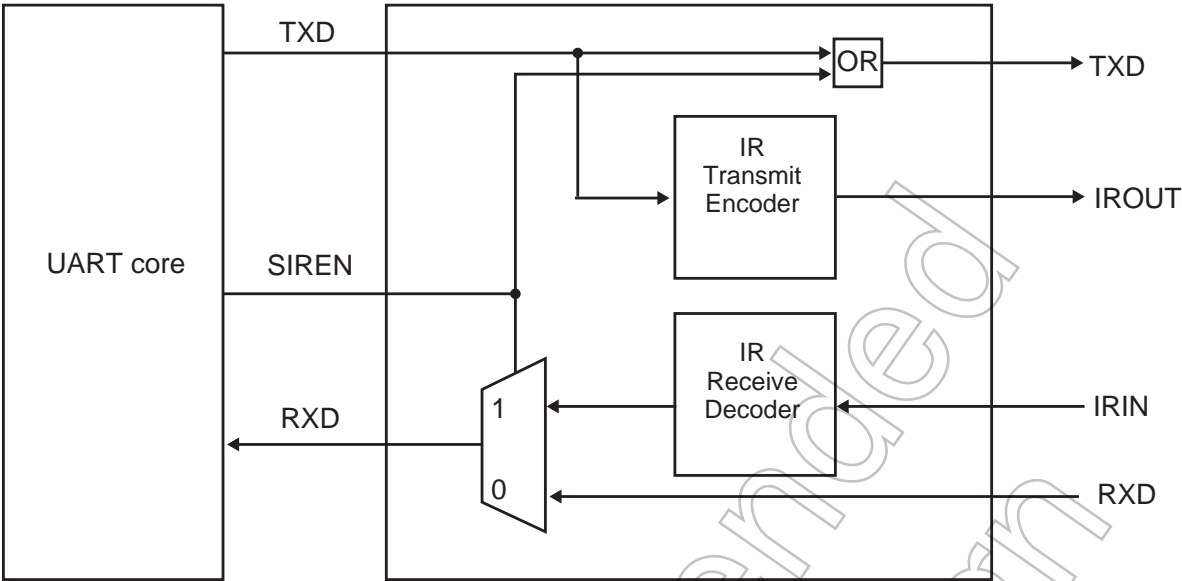 TXD
OR
TXD
IR
Transmit
Encoder
IROUT
UART core
SIREN
IR
Receive
Decoder
1
IRIN
RXD
0
RXD